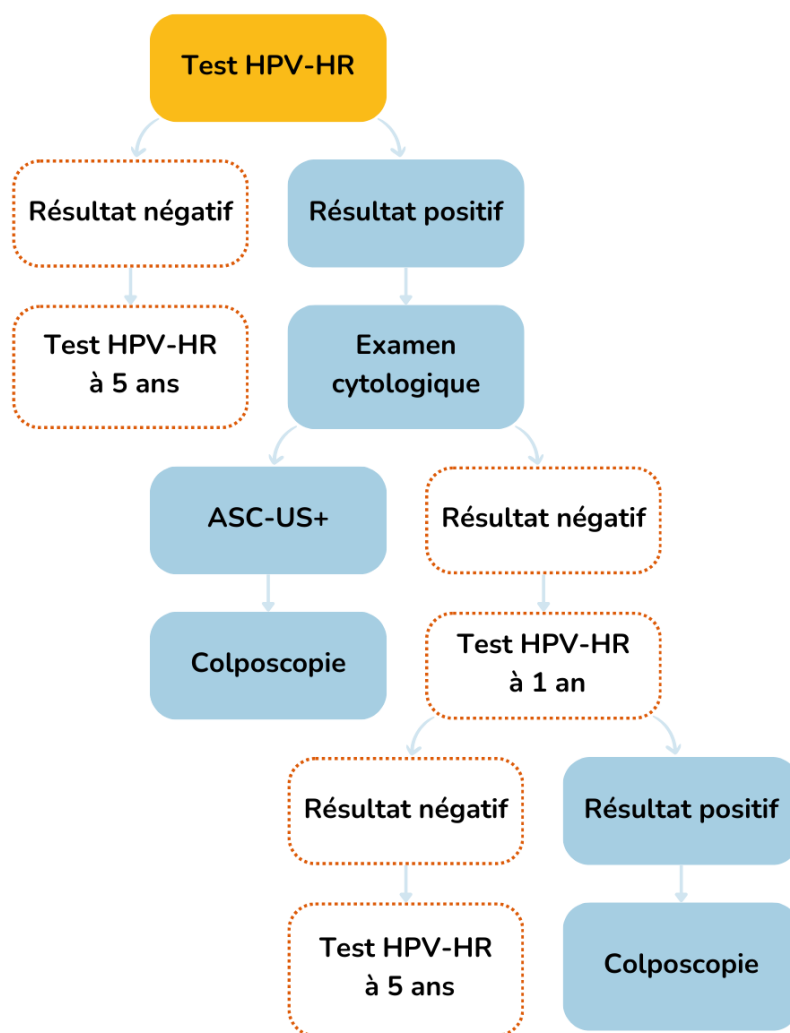 Test HPV-HR
Résultat négatif
Résultat positif
Test HPV-HR
à 5 ans
Examen
cytologique
ASC-US+
Résultat négatif
Colposcopie
Test HPV-HR
à 1 an
Résultat négatif
Résultat positif
Test HPV-HR
à 5 ans
Colposcopie